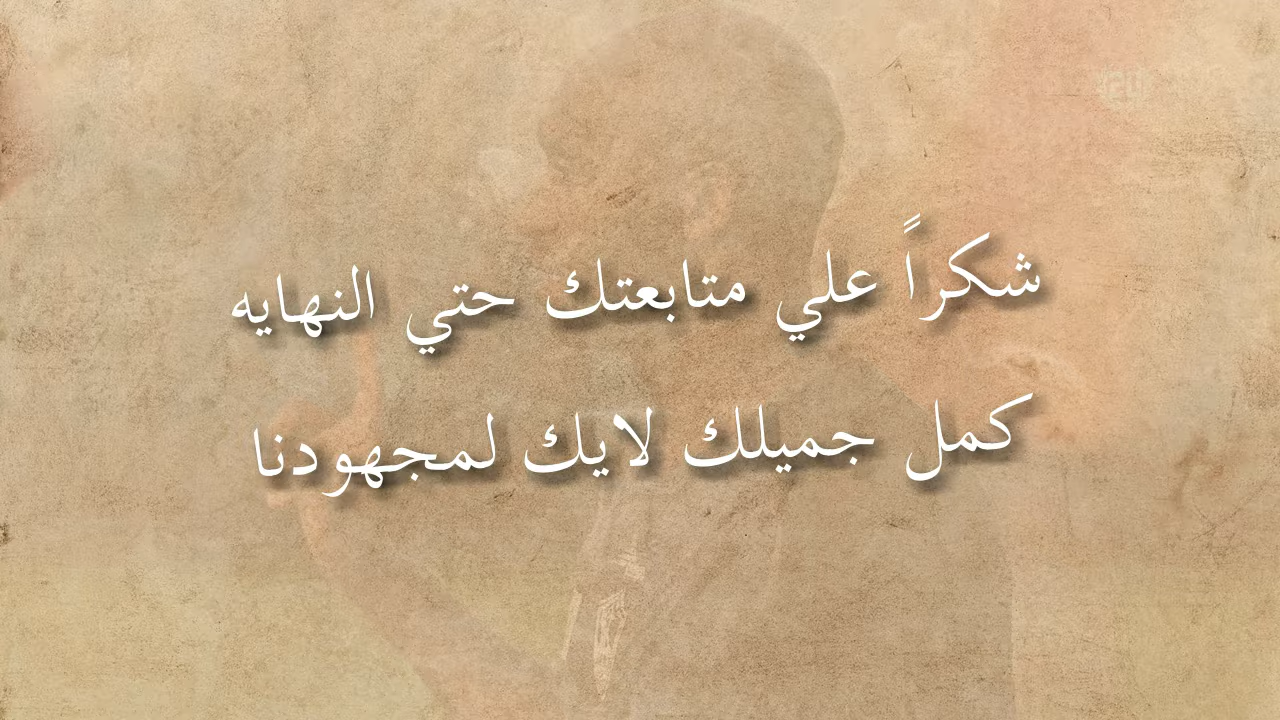 شكراً علي متابعتك حتي النهايه
كمل جميلك لايك لمجهودنا